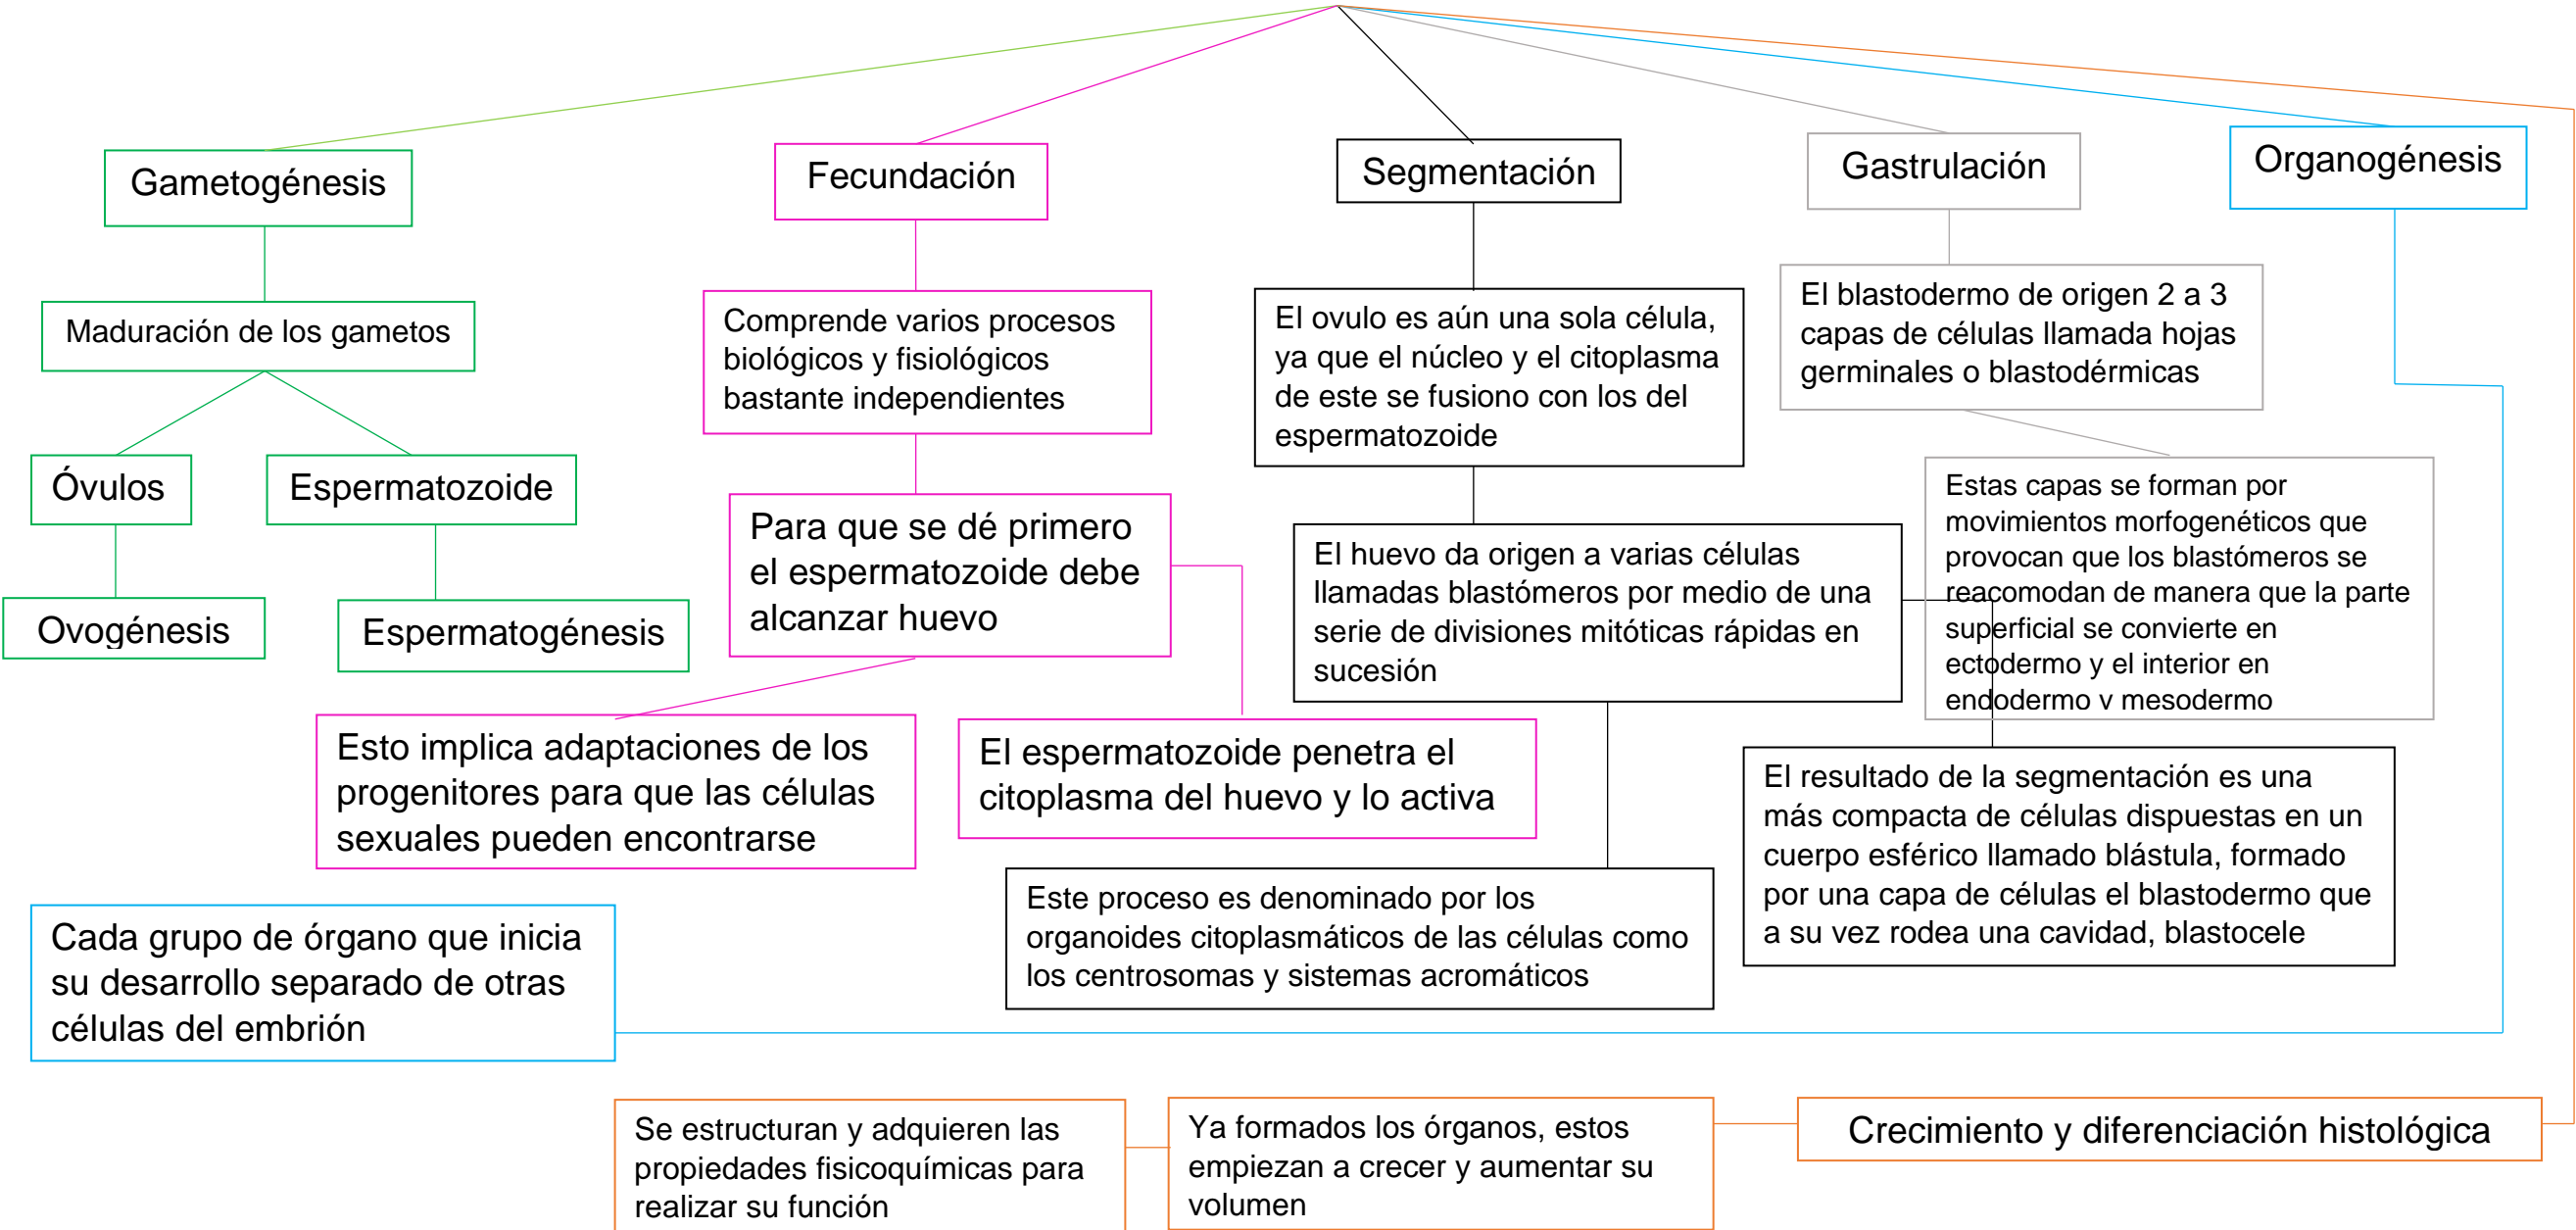 Gametogénesis
Maduración de los gametos
Óvulos
Espermatozoide
Ovogénesis
Espermatogénesis
Fecundación
Comprende varios procesos
biológicos y fisiológicos
bastante independientes
Para que se dé primero
el espermatozoide debe
alcanzar huevo
Esto implica adaptaciones de los
progenitores para que las células
sexuales pueden encontrarse
El espermatozoide penetra el
citoplasma del huevo y lo activa
Segmentación
El ovulo es aún una sola célula,
ya que el núcleo y el citoplasma
de este se fusiono con los del
espermatozoide
El huevo da origen a varias células
llamadas blastómeros por medio de una
serie de divisiones mitóticas rápidas en
sucesión
Este proceso es denominado por los
organoides citoplasmáticos de las células como
los centrosomas y sistemas acromáticos
El resultado de la segmentación es una
más compacta de células dispuestas en un
cuerpo esférico llamado blástula, formado
por una capa de células el blastodermo que
a su vez rodea una cavidad, blastocele
Gastrulación
El blastodermo de origen 2 a 3
capas de células llamada hojas
germinales o blastodérmicas
Estas capas se forman por
movimientos morfogenéticos que
provocan que los blastómeros se
reacomodan de manera que la parte
superficial se convierte en
ectodermo y el interior en
endodermo y mesodermo
Organogénesis
Cada grupo de órgano que inicia
su desarrollo separado de otras
células del embrión
Crecimiento y diferenciación histológica
Ya formados los órganos, estos
empiezan a crecer y aumentar su
volumen
Se estructuran y adquieren las
propiedades fisicoquímicas para
realizar su función